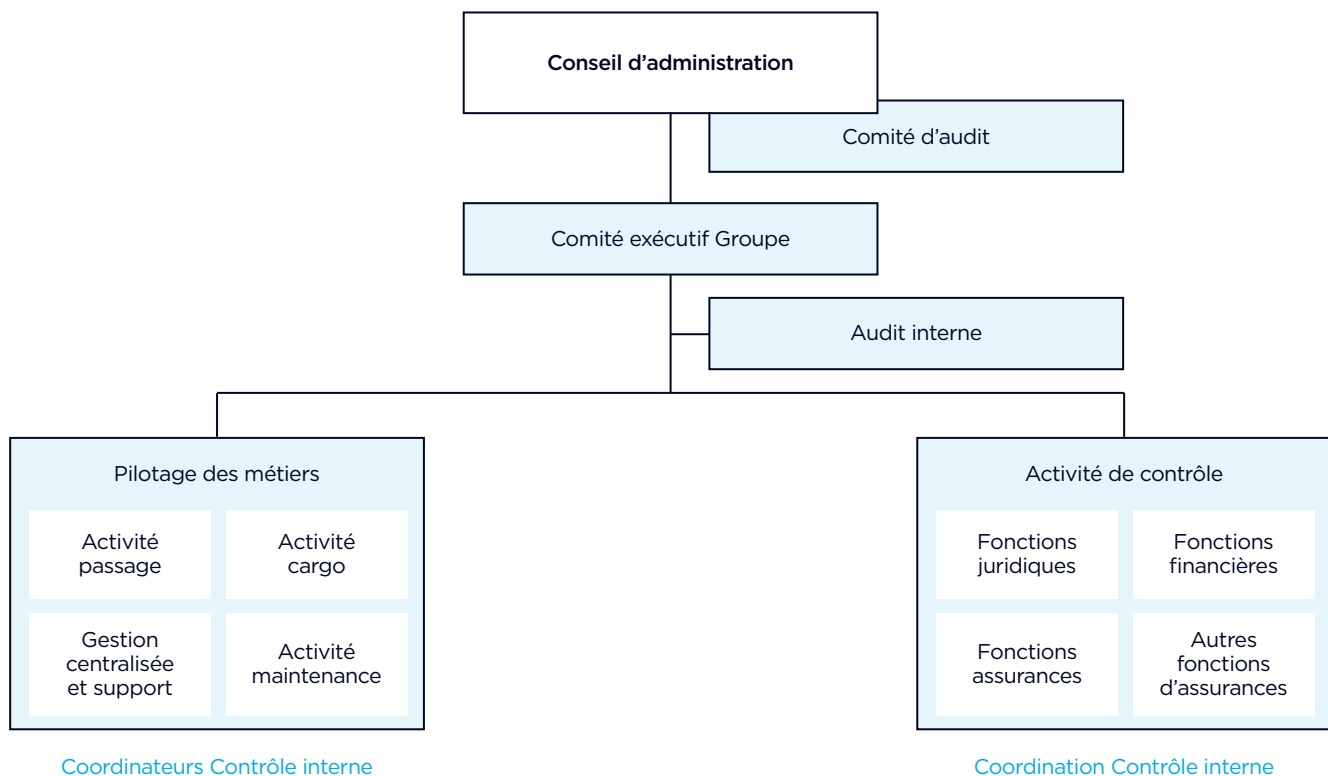 Conseil d’administration
Comité d’audit
Comité exécutif Groupe
Audit interne
Pilotage des métiers
Activité
passage
Activité
cargo
Gestion
centralisée
et support
Activité
maintenance
Coordinateurs Contrôle interne
Activité de contrôle
Fonctions
juridiques
Fonctions
financières
Fonctions
assurances
Autres
fonctions
d’assurances
Coordination Contrôle interne